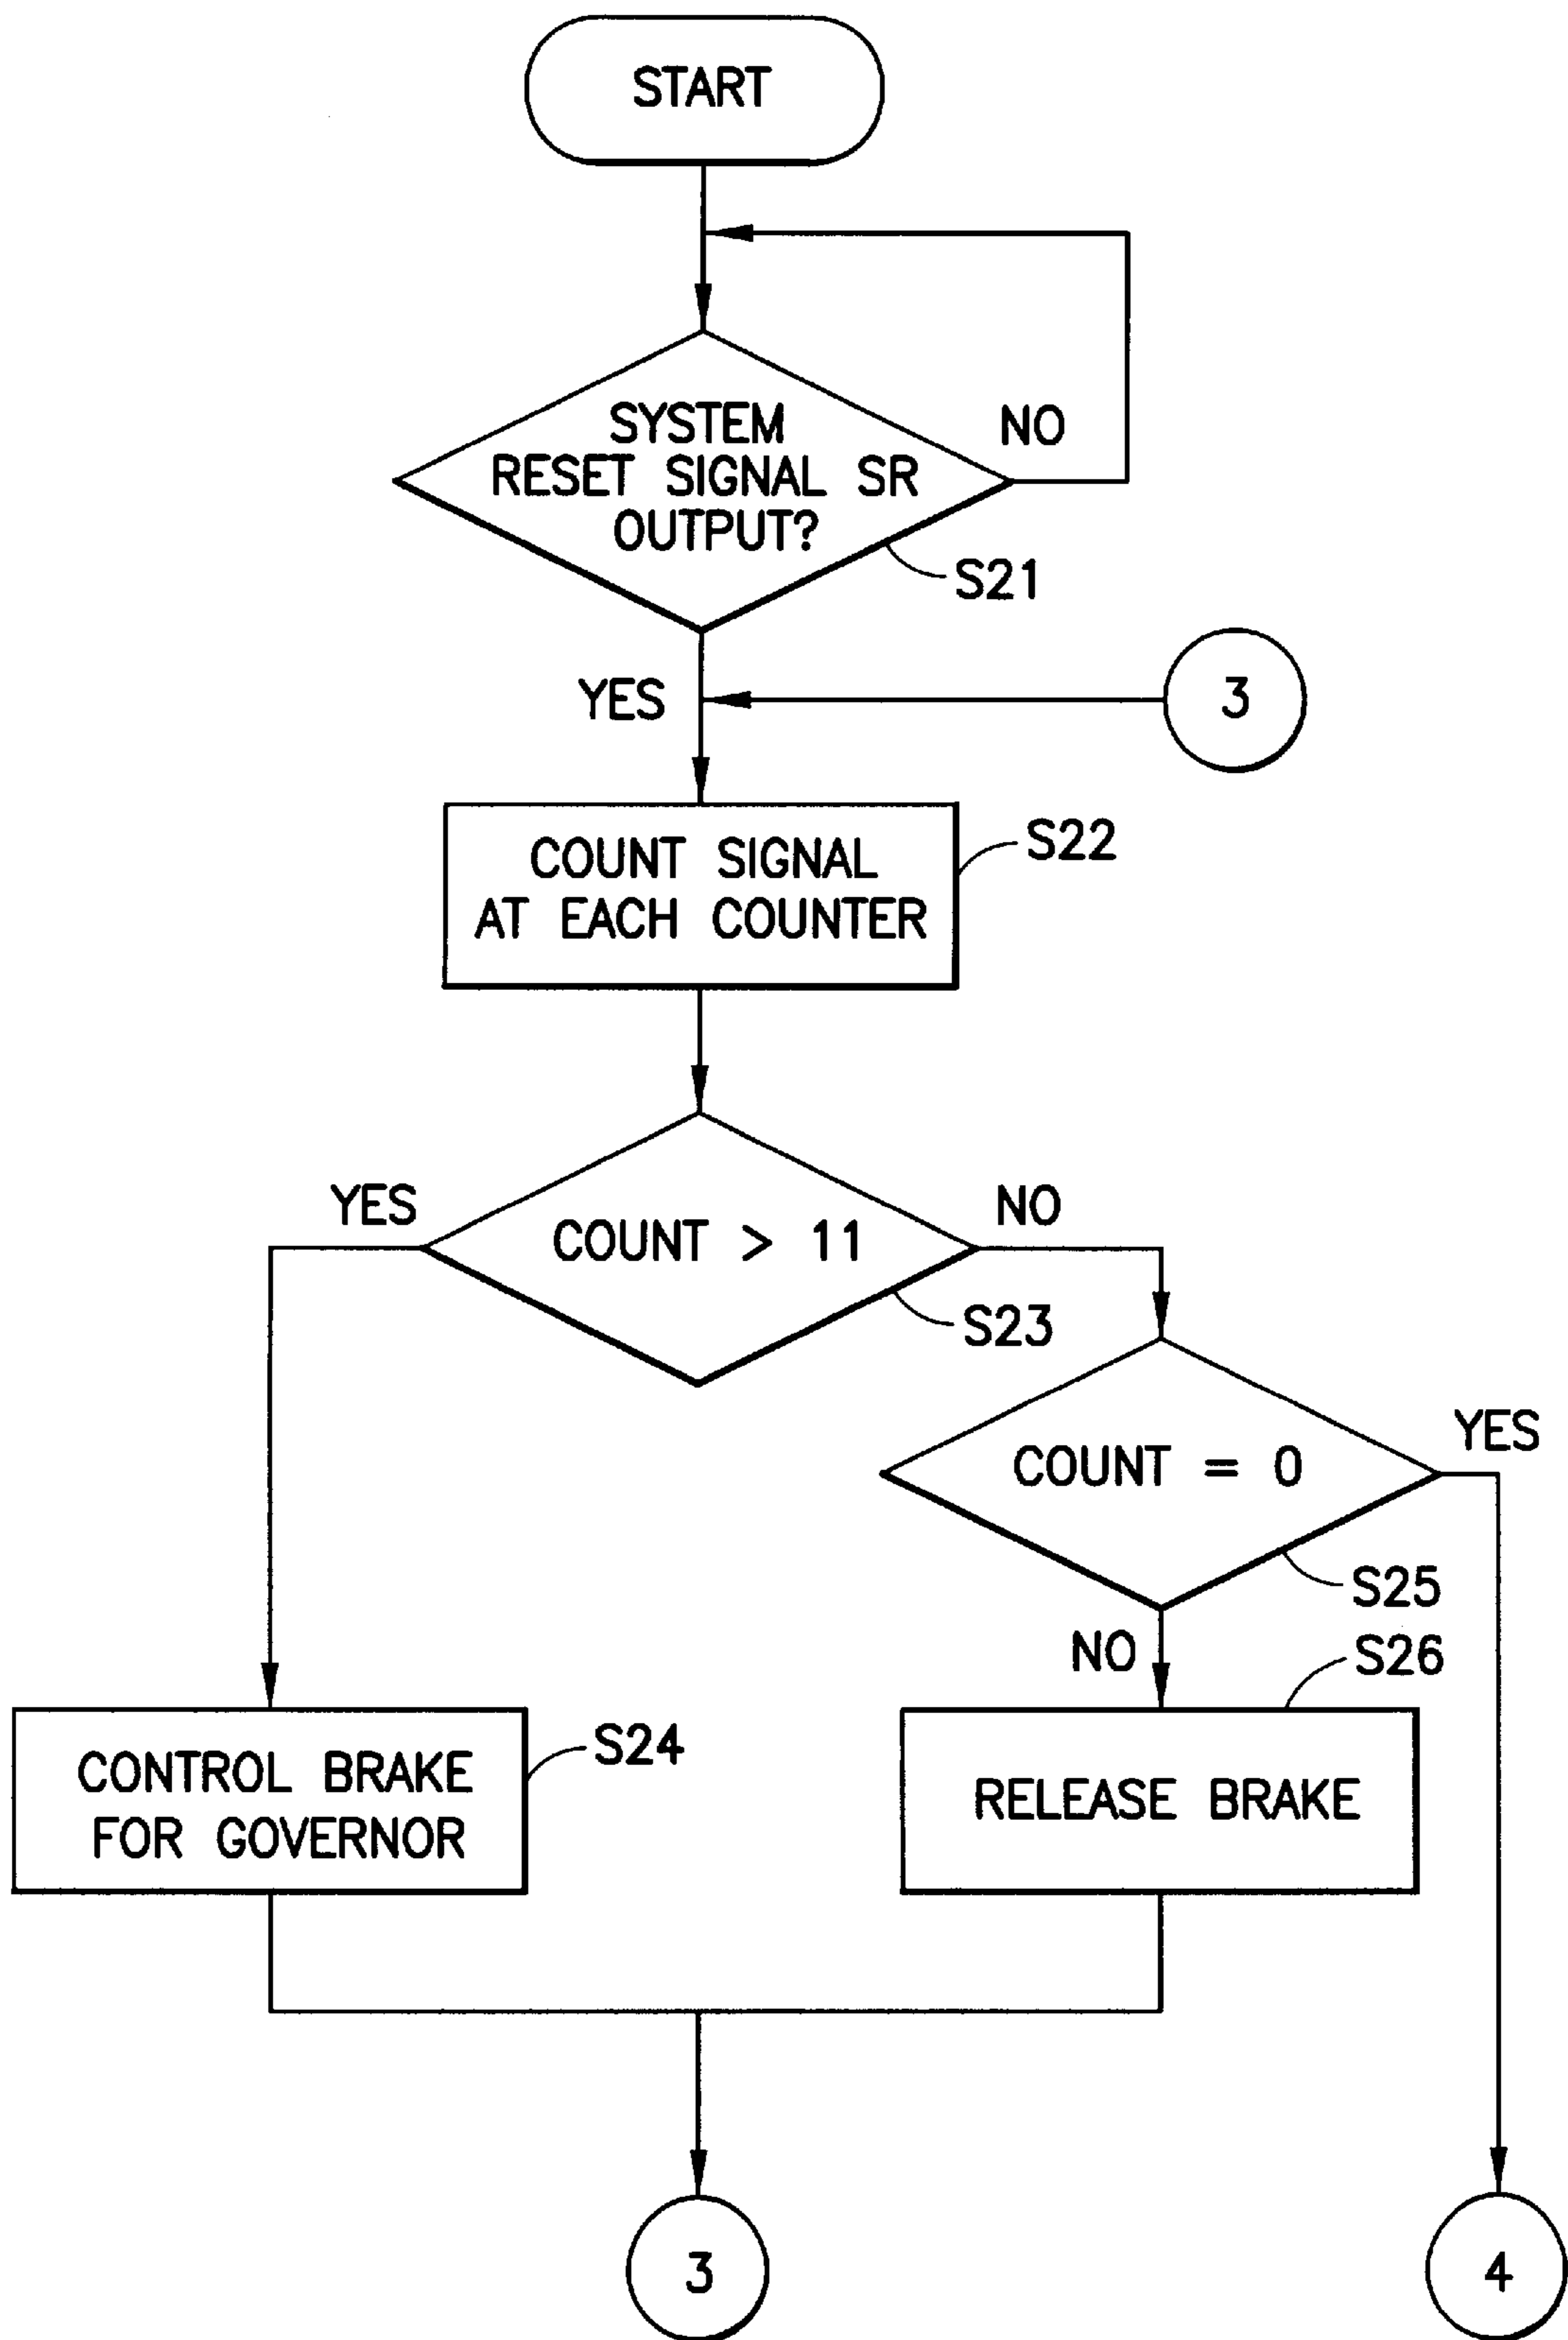 START
NO
SYSTEM
RESET SIGNAL SR
OUTPUT?
S21
YES
3
COUNT SIGNAL
AT EACH COUNTER
S22
YES
COUNT > 11
NO
S23
COUNT = 0
YES
S25
NO
S26
CONTROL BRAKE
FOR GOVERNOR
S24
RELEASE BRAKE
3
4